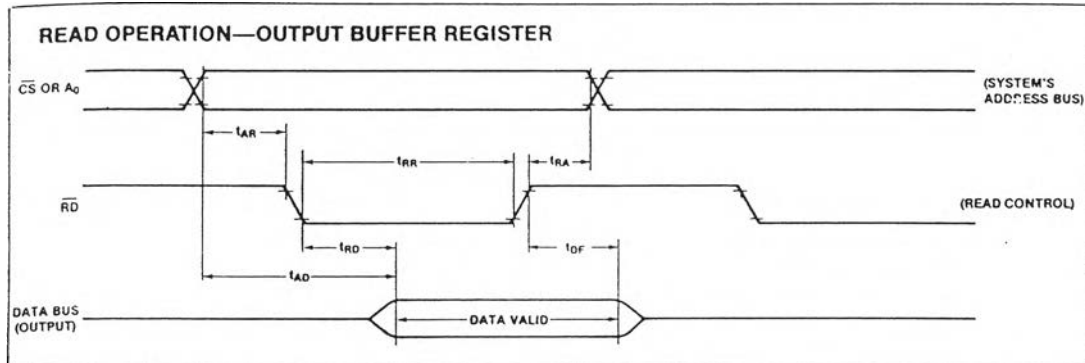 READ OPERATION—OUTPUT BUFFER REGISTER
CS OR A0
(SYSTEM'S
ADDRESS BUS)
tAR
tRR
tRA
RD
(READ CONTROL)
tRD
tDF
tAD
DATA BUS
(OUTPUT)
DATA VALID